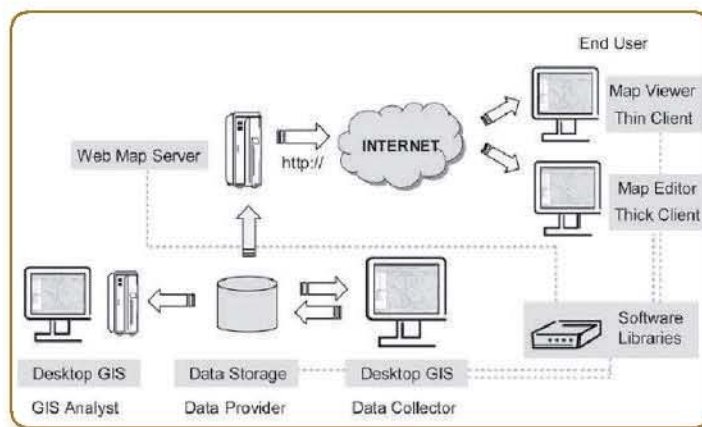 End User
Map Viewer
Thin Client
Web Map Server
http://
INTERNET
Map Editor
Thick Client
Software
Libraries
Desktop GIS
Data Storage
Desktop GIS
GIS Analyst
Data Provider
Data Collector